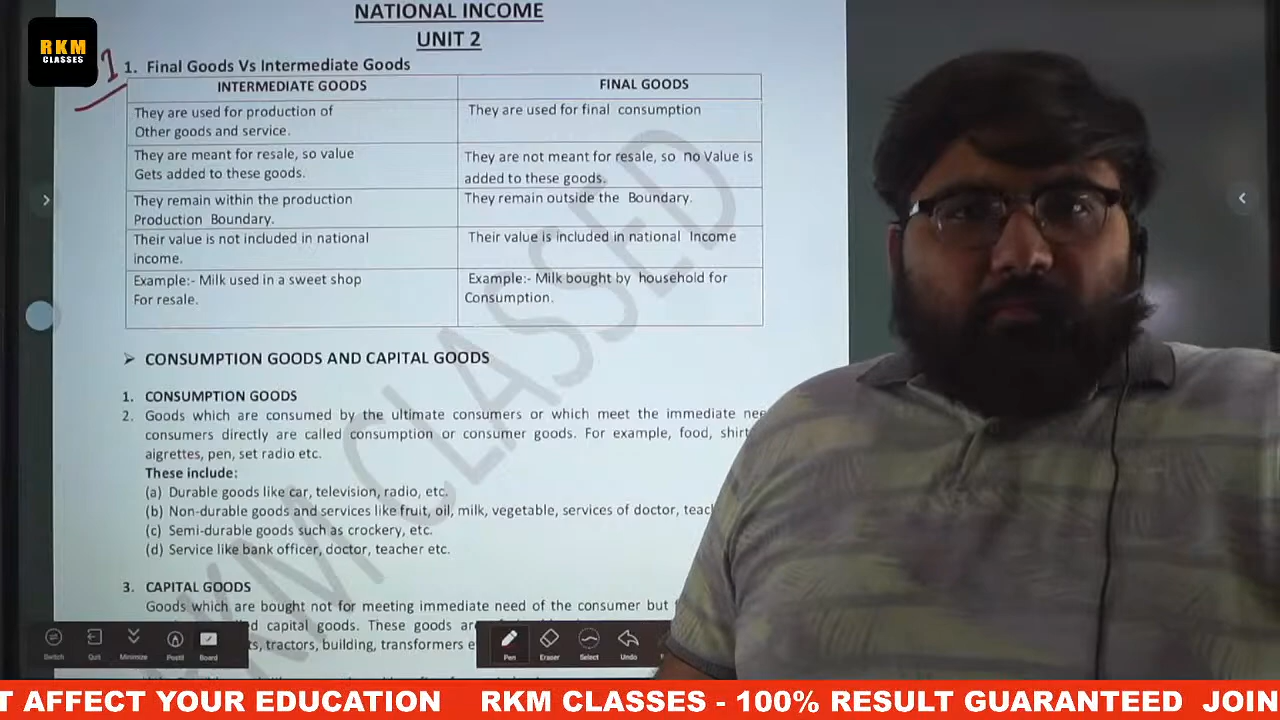 RKM
CLASSES
NATIONAL INCOME
UNIT 2
1
1. Final Goods Vs Intermediate Goods
INTERMEDIATE GOODS
FINAL GOODS
They are used for production of
Other goods and service.
They are used for final consumption
They are meant for resale, so value
Gets added to these goods.
They are not meant for resale, so no Value is
added to these goods.
They remain within the production
Production Boundary.
They remain outside the Boundary.
Their value is not included in national
income.
Their value is included in national Income
Example:- Milk used in a sweet shop
For resale.
Example:- Milk bought by household for
Consumption.
➢ CONSUMPTION GOODS AND CAPITAL GOODS
1. CONSUMPTION GOODS
2. Goods which are consumed by the ultimate consumers or which meet the immediate
consumers directly are called consumption or consumer goods. For example, food,
aigrettes, pen, set radio etc.
These include:
(a) Durable goods like car, television, radio, etc.
(b) Non-durable goods and services like fruit, oil, milk, vegetable, services of doctor,
(c) Semi-durable goods such as crockery, etc.
(d) Service like bank officer, doctor, teacher etc.
3. CAPITAL GOODS
Goods which are bought not for meeting immediate need of the consumer but
capital goods. These goods
tractors, building, transformers
Switch Quit Minimize Postil Board
Pen Eraser Select Undo
RKM CLASSED
T AFFECT YOUR EDUCATION RKM CLASSES - 100% RESULT GUARANTEED JOIN